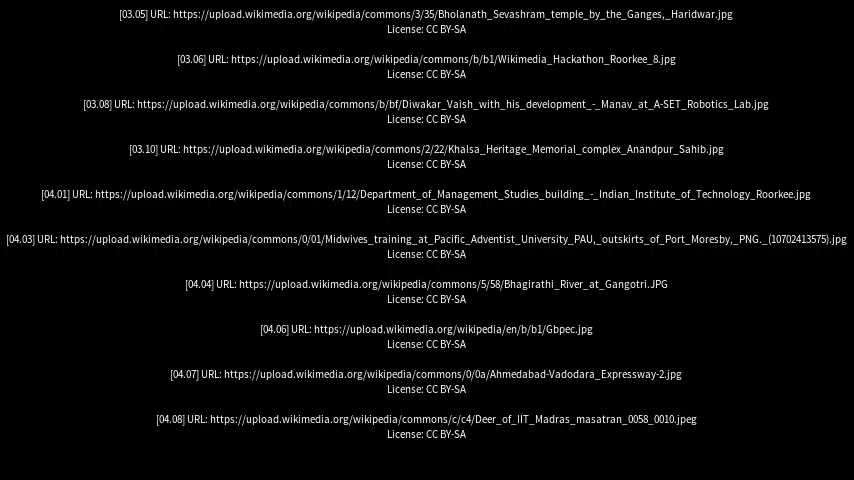 [03.05] URL: https://upload.wikimedia.org/wikipedia/commons/3/35/Bholanath_Sevashram_temple_by_the_Ganges,_Haridwar.jpg
License: CC BY-SA
[03.06] URL: https://upload.wikimedia.org/wikipedia/commons/b/b1/Wikimedia_Hackathon_Roorkee_8.jpg
License: CC BY-SA
[03.08] URL: https://upload.wikimedia.org/wikipedia/commons/b/bf/Diwakar_Vaish_with_his_development_-_Manav_at_A-SET_Robotics_Lab.jpg
License: CC BY-SA
[03.10] URL: https://upload.wikimedia.org/wikipedia/commons/2/22/Khalsa_Heritage_Memorial_complex_Anandpur_Sahib.jpg
License: CC BY-SA
[04.01] URL: https://upload.wikimedia.org/wikipedia/commons/1/12/Department_of_Management_Studies_building_-_Indian_Institute_of_Technology_Roorkee.jpg
License: CC BY-SA
[04.03] URL: https://upload.wikimedia.org/wikipedia/commons/0/01/Midwives_training_at_Pacific_Adventist_University_PAU,_outskirts_of_Port_Moresby,_PNG._(10702413575).jpg
License: CC BY-SA
[04.04] URL: https://upload.wikimedia.org/wikipedia/commons/5/58/Bhagirathi_River_at_Gangotri.JPG
License: CC BY-SA
[04.06] URL: https://upload.wikimedia.org/wikipedia/en/b/b1/Gbpec.jpg
License: CC BY-SA
[04.07] URL: https://upload.wikimedia.org/wikipedia/commons/0/0a/Ahmedabad-Vadodara_Expressway-2.jpg
License: CC BY-SA
[04.08] URL: https://upload.wikimedia.org/wikipedia/commons/c/c4/Deer_of_IIT_Madras_masatran_0058_0010.jpeg
License: CC BY-SA